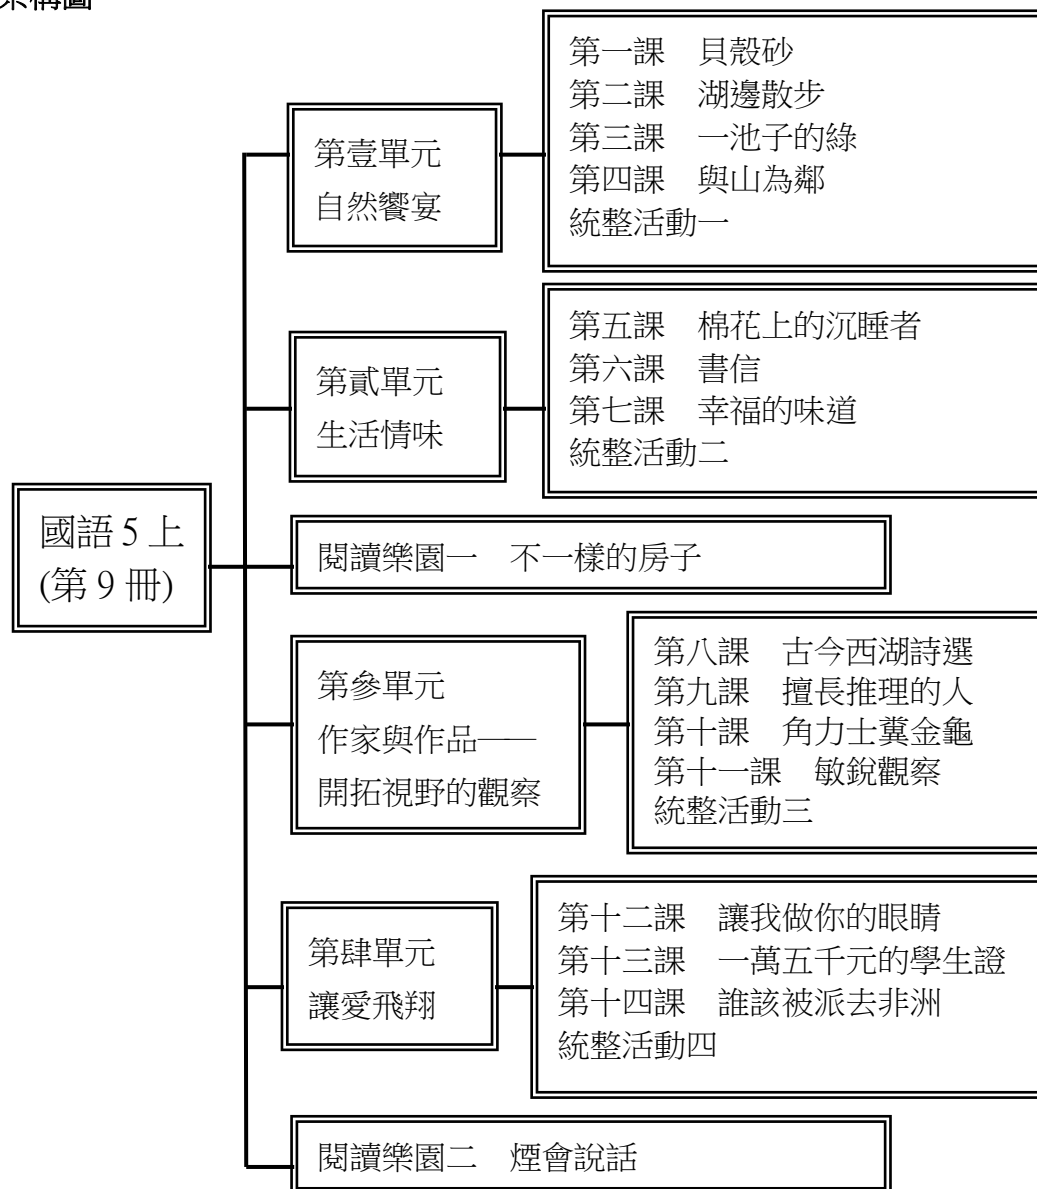 架構圖
國語 5 上
(第 9 冊)
第壹單元
自然饗宴
第一課　貝殼砂
第二課　湖邊散步
第三課　一池子的綠
第四課　與山為鄰
統整活動一
第貳單元
生活情味
第五課　棉花上的沉睡者
第六課　書信
第七課　幸福的味道
統整活動二
閱讀樂園一　不一樣的房子
第參單元
作家與作品——
開拓視野的觀察
第八課　古今西湖詩選
第九課　擅長推理的人
第十課　角力士糞金龜
第十一課　敏銳觀察
統整活動三
第肆單元
讓愛飛翔
第十二課　讓我做你的眼睛
第十三課　一萬五千元的學生證
第十四課　誰該被派去非洲
統整活動四
閱讀樂園二　煙會說話